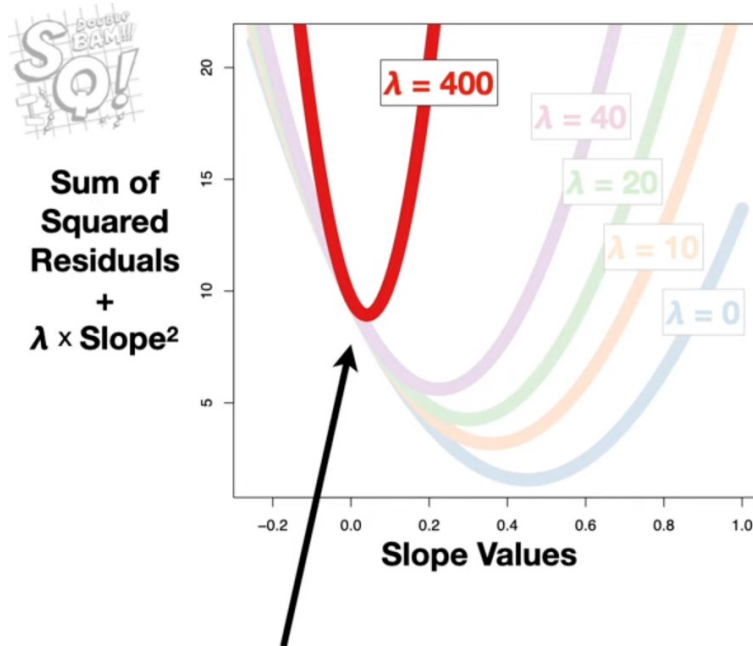 DOUBLE
BAM!!!
SQ!
Sum of
Squared
Residuals
+
λ × Slope²
20
15
10
5
λ = 400
λ = 40
λ = 20
λ = 10
λ = 0
−0.2 0.0 0.2 0.4 0.6 0.8 1.0
Slope Values